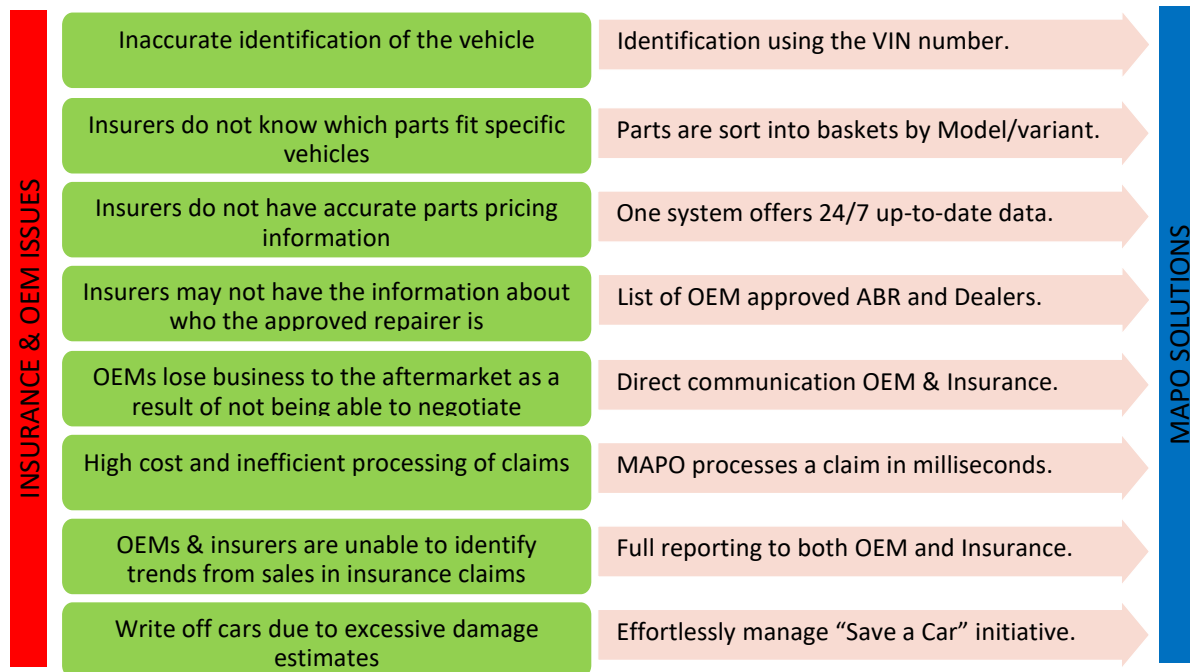 INSURANCE & OEM ISSUES
Inaccurate identification of the vehicle
Identification using the VIN number.
Insurers do not know which parts fit specific
vehicles
Parts are sort into baskets by Model/variant.
Insurers do not have accurate parts pricing
information
One system offers 24/7 up-to-date data.
Insurers may not have the information about
who the approved repairer is
List of OEM approved ABR and Dealers.
OEMs lose business to the aftermarket as a
result of not being able to negotiate
Direct communication OEM & Insurance.
High cost and inefficient processing of claims
MAPO processes a claim in milliseconds.
OEMs & insurers are unable to identify
trends from sales in insurance claims
Full reporting to both OEM and Insurance.
Write off cars due to excessive damage
estimates
Effortlessly manage “Save a Car” initiative.
MAPO SOLUTIONS